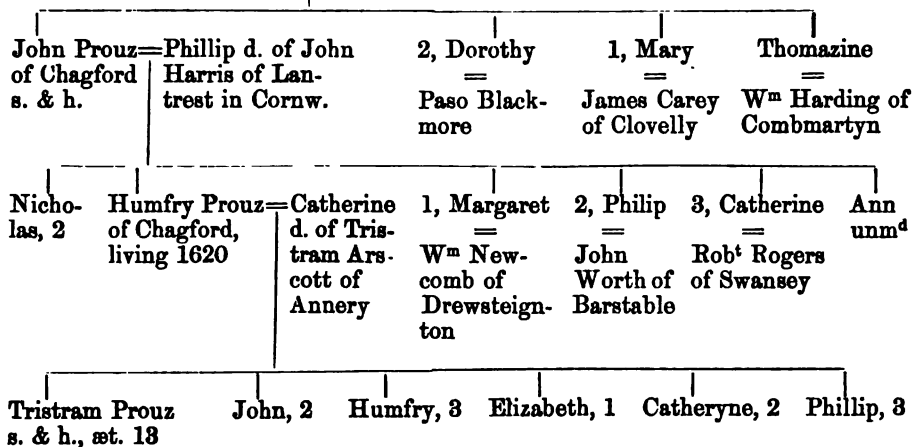 John Prouz=Phillip d. of John 2, Dorothy 1, Mary Thomazine
of Chagford Harris of Lan- = = =
s. & h. trest in Cornw. Paso Black- James Carey Wᵐ Harding of
more of Clovelly Combmartyn
Nicho- Humfry Prouz=Catherine 1, Margaret 2, Philip 3, Catherine Ann
las, 2 of Chagford, d. of Tris- = = = unmᵈ
living 1620 tram Ars- Wᵐ New- John Robᵗ Rogers
cott of comb of Worth of of Swansey
Annery Drewsteign- Barstable
ton
Tristram Prouz John, 2 Humfry, 3 Elizabeth, 1 Catheryne, 2 Phillip, 3
s. & h., æt. 13